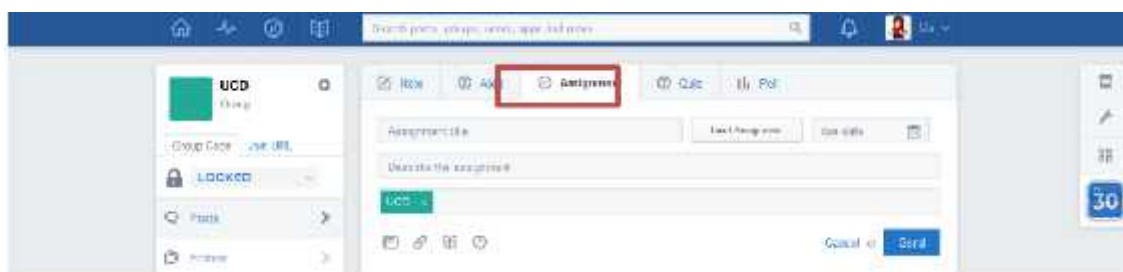 Search posts, groups, users, apps and more
UCD
Group
Group Code Join URL
LOCKED
Posts
Note
Assignment
Quiz
Poll
Assignment title
Load Assignment
due date
Describe the assignment
UCD
Cancel or Send
30